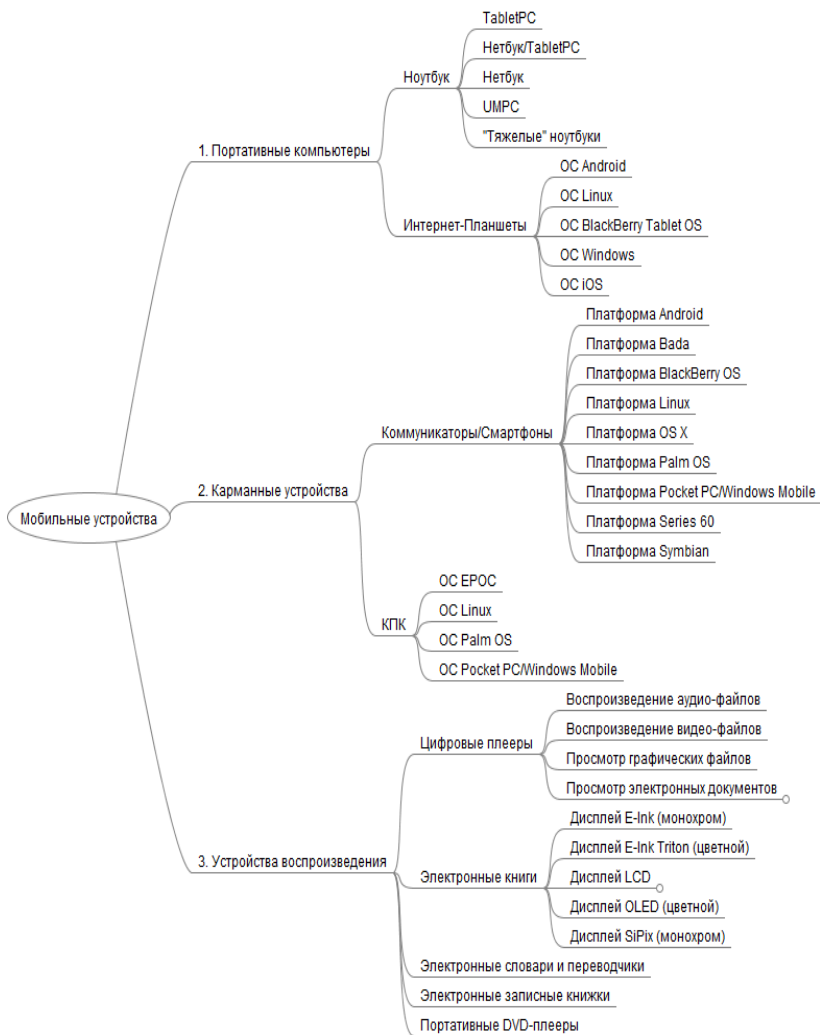 Мобильные устройства
1. Портативные компьютеры
Ноутбук
TabletPC
Нетбук/TabletPC
Нетбук
UMPC
"Тяжелые" ноутбуки
Интернет-Планшеты
ОС Android
ОС Linux
ОС BlackBerry Tablet OS
ОС Windows
ОС iOS
2. Карманные устройства
Коммуникаторы/Смартфоны
Платформа Android
Платформа Bada
Платформа BlackBerry OS
Платформа Linux
Платформа OS X
Платформа Palm OS
Платформа Pocket PC/Windows Mobile
Платформа Series 60
Платформа Symbian
КПК
ОС EPOC
ОС Linux
ОС Palm OS
ОС Pocket PC/Windows Mobile
3. Устройства воспроизведения
Цифровые плееры
Воспроизведение аудио-файлов
Воспроизведение видео-файлов
Просмотр графических файлов
Просмотр электронных документов
Электронные книги
Дисплей E-Ink (монохром)
Дисплей E-Ink Triton (цветной)
Дисплей LCD
Дисплей OLED (цветной)
Дисплей SiPix (монохром)
Электронные словари и переводчики
Электронные записные книжки
Портативные DVD-плееры